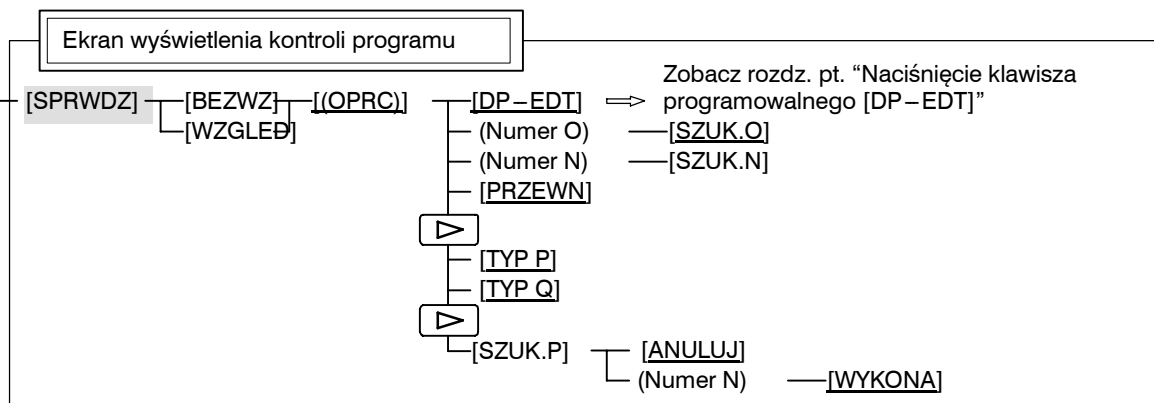 Ekran wyświetlenia kontroli programu
[SPRWDZ] [BEZWZ] [(OPRC)] [DP–EDT] Zobacz rozdz. pt. “Naciśnięcie klawisza
programowalnego [DP–EDT]”
[WZGLED] (Numer O) [SZUK.O]
(Numer N) [SZUK.N]
[PRZEWN]
[TYP P]
[TYP Q]
[SZUK.P] [ANULUJ]
(Numer N) [WYKONA]